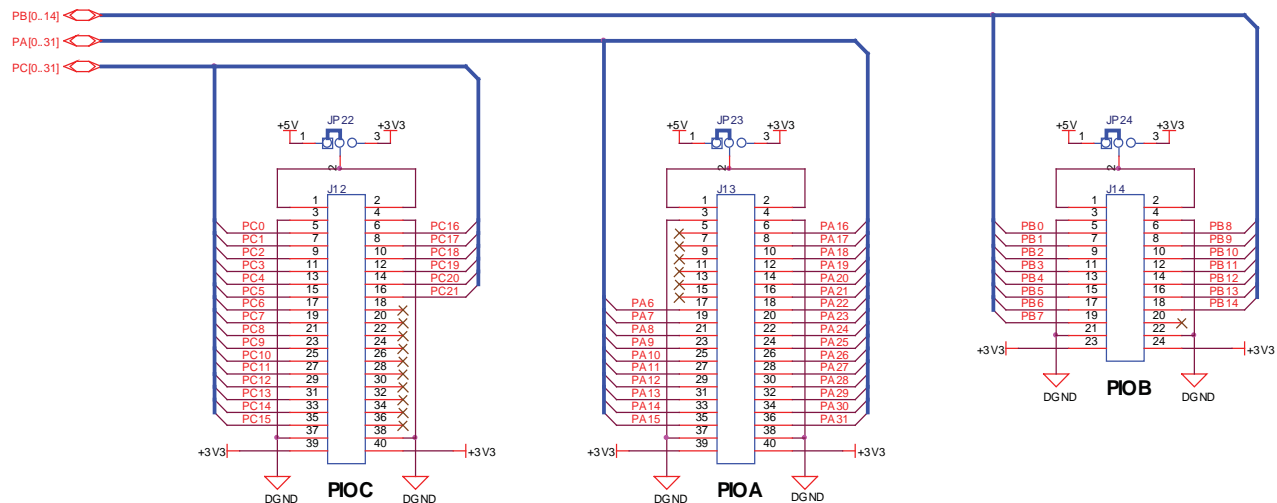 PB[0..14]
PA[0..31]
PC[0..31]
JP22 JP23 JP24
+5V 1 3 +3V3 +5V 1 3 +3V3 +5V 1 3 +3V3
2 2 2
J12 J13 J14
1 2 1 2 1 2
3 4 3 4 3 4
PC0 5 6 PC16 5 6 PA16 PB0 5 6 PB8
PC1 7 8 PC17 7 8 PA17 PB1 7 8 PB9
PC2 9 10 PC18 9 10 PA18 PB2 9 10 PB10
PC3 11 12 PC19 11 12 PA19 PB3 11 12 PB11
PC4 13 14 PC20 13 14 PA20 PB4 13 14 PB12
PC5 15 16 PC21 15 16 PA21 PB5 15 16 PB13
PC6 17 18 PA6 17 18 PA22 PB6 17 18 PB14
PC7 19 20 PA7 19 20 PA23 PB7 19 20
PC8 21 22 PA8 21 22 PA24 21 22
PC9 23 24 PA9 23 24 PA25 +3V3 23 24 +3V3
PC10 25 26 PA10 25 26 PA26
PC11 27 28 PA11 27 28 PA27
PC12 29 30 PA12 29 30 PA28 DGND PIOB DGND
PC13 31 32 PA13 31 32 PA29
PC14 33 34 PA14 33 34 PA30
PC15 35 36 PA15 35 36 PA31
37 38 37 38
+3V3 39 40 +3V3 +3V3 39 40 +3V3
DGND PIOC DGND DGND PIOA DGND